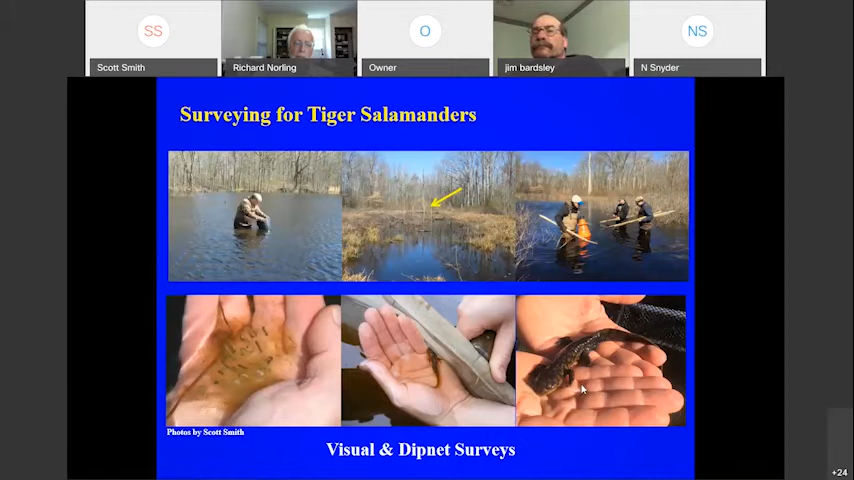 SS
O
NS
Scott Smith
Richard Norling
Owner
jim bardsley
N Snyder
Surveying for Tiger Salamanders
Photos by Scott Smith
Visual & Dipnet Surveys
+24